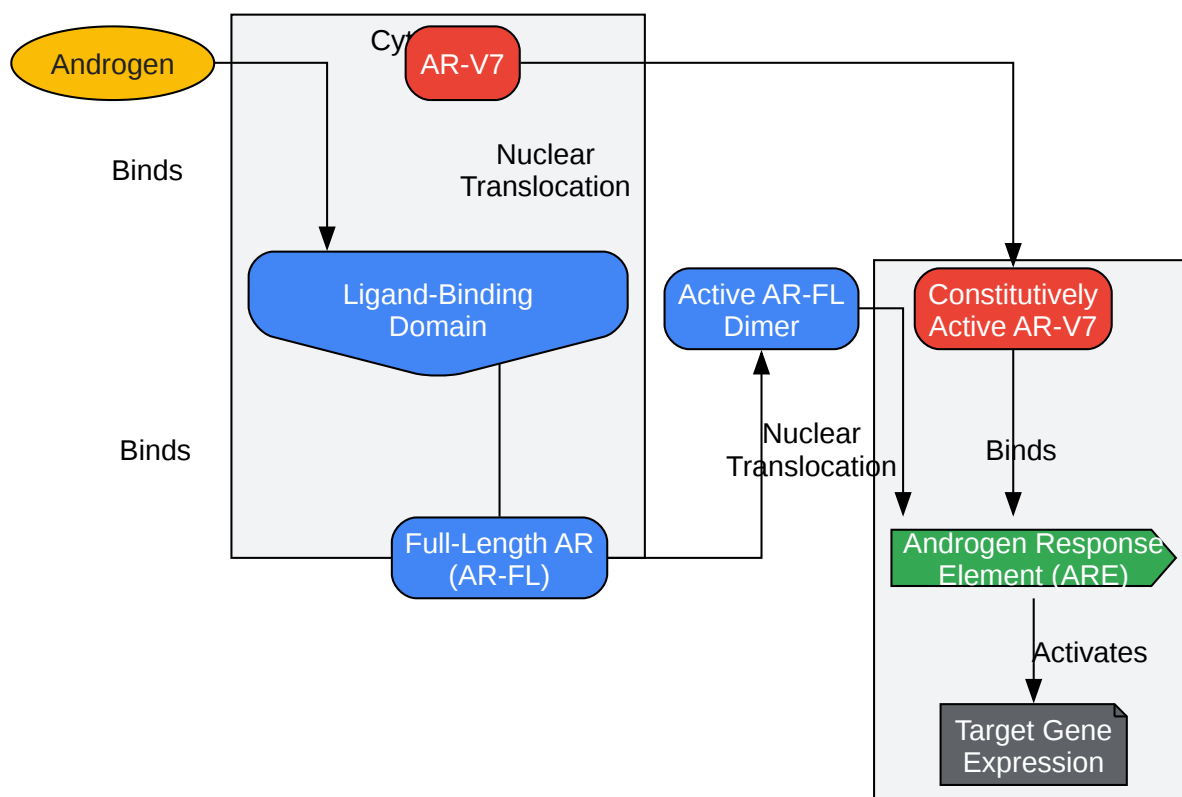 Androgen
Cyt
AR-V7
Binds
Nuclear
Translocation
Ligand-Binding
Domain
Active AR-FL
Dimer
Constitutively
Active AR-V7
Binds
Nuclear
Translocation
Binds
Full-Length AR
(AR-FL)
Androgen Response
Element (ARE)
Activates
Target Gene
Expression